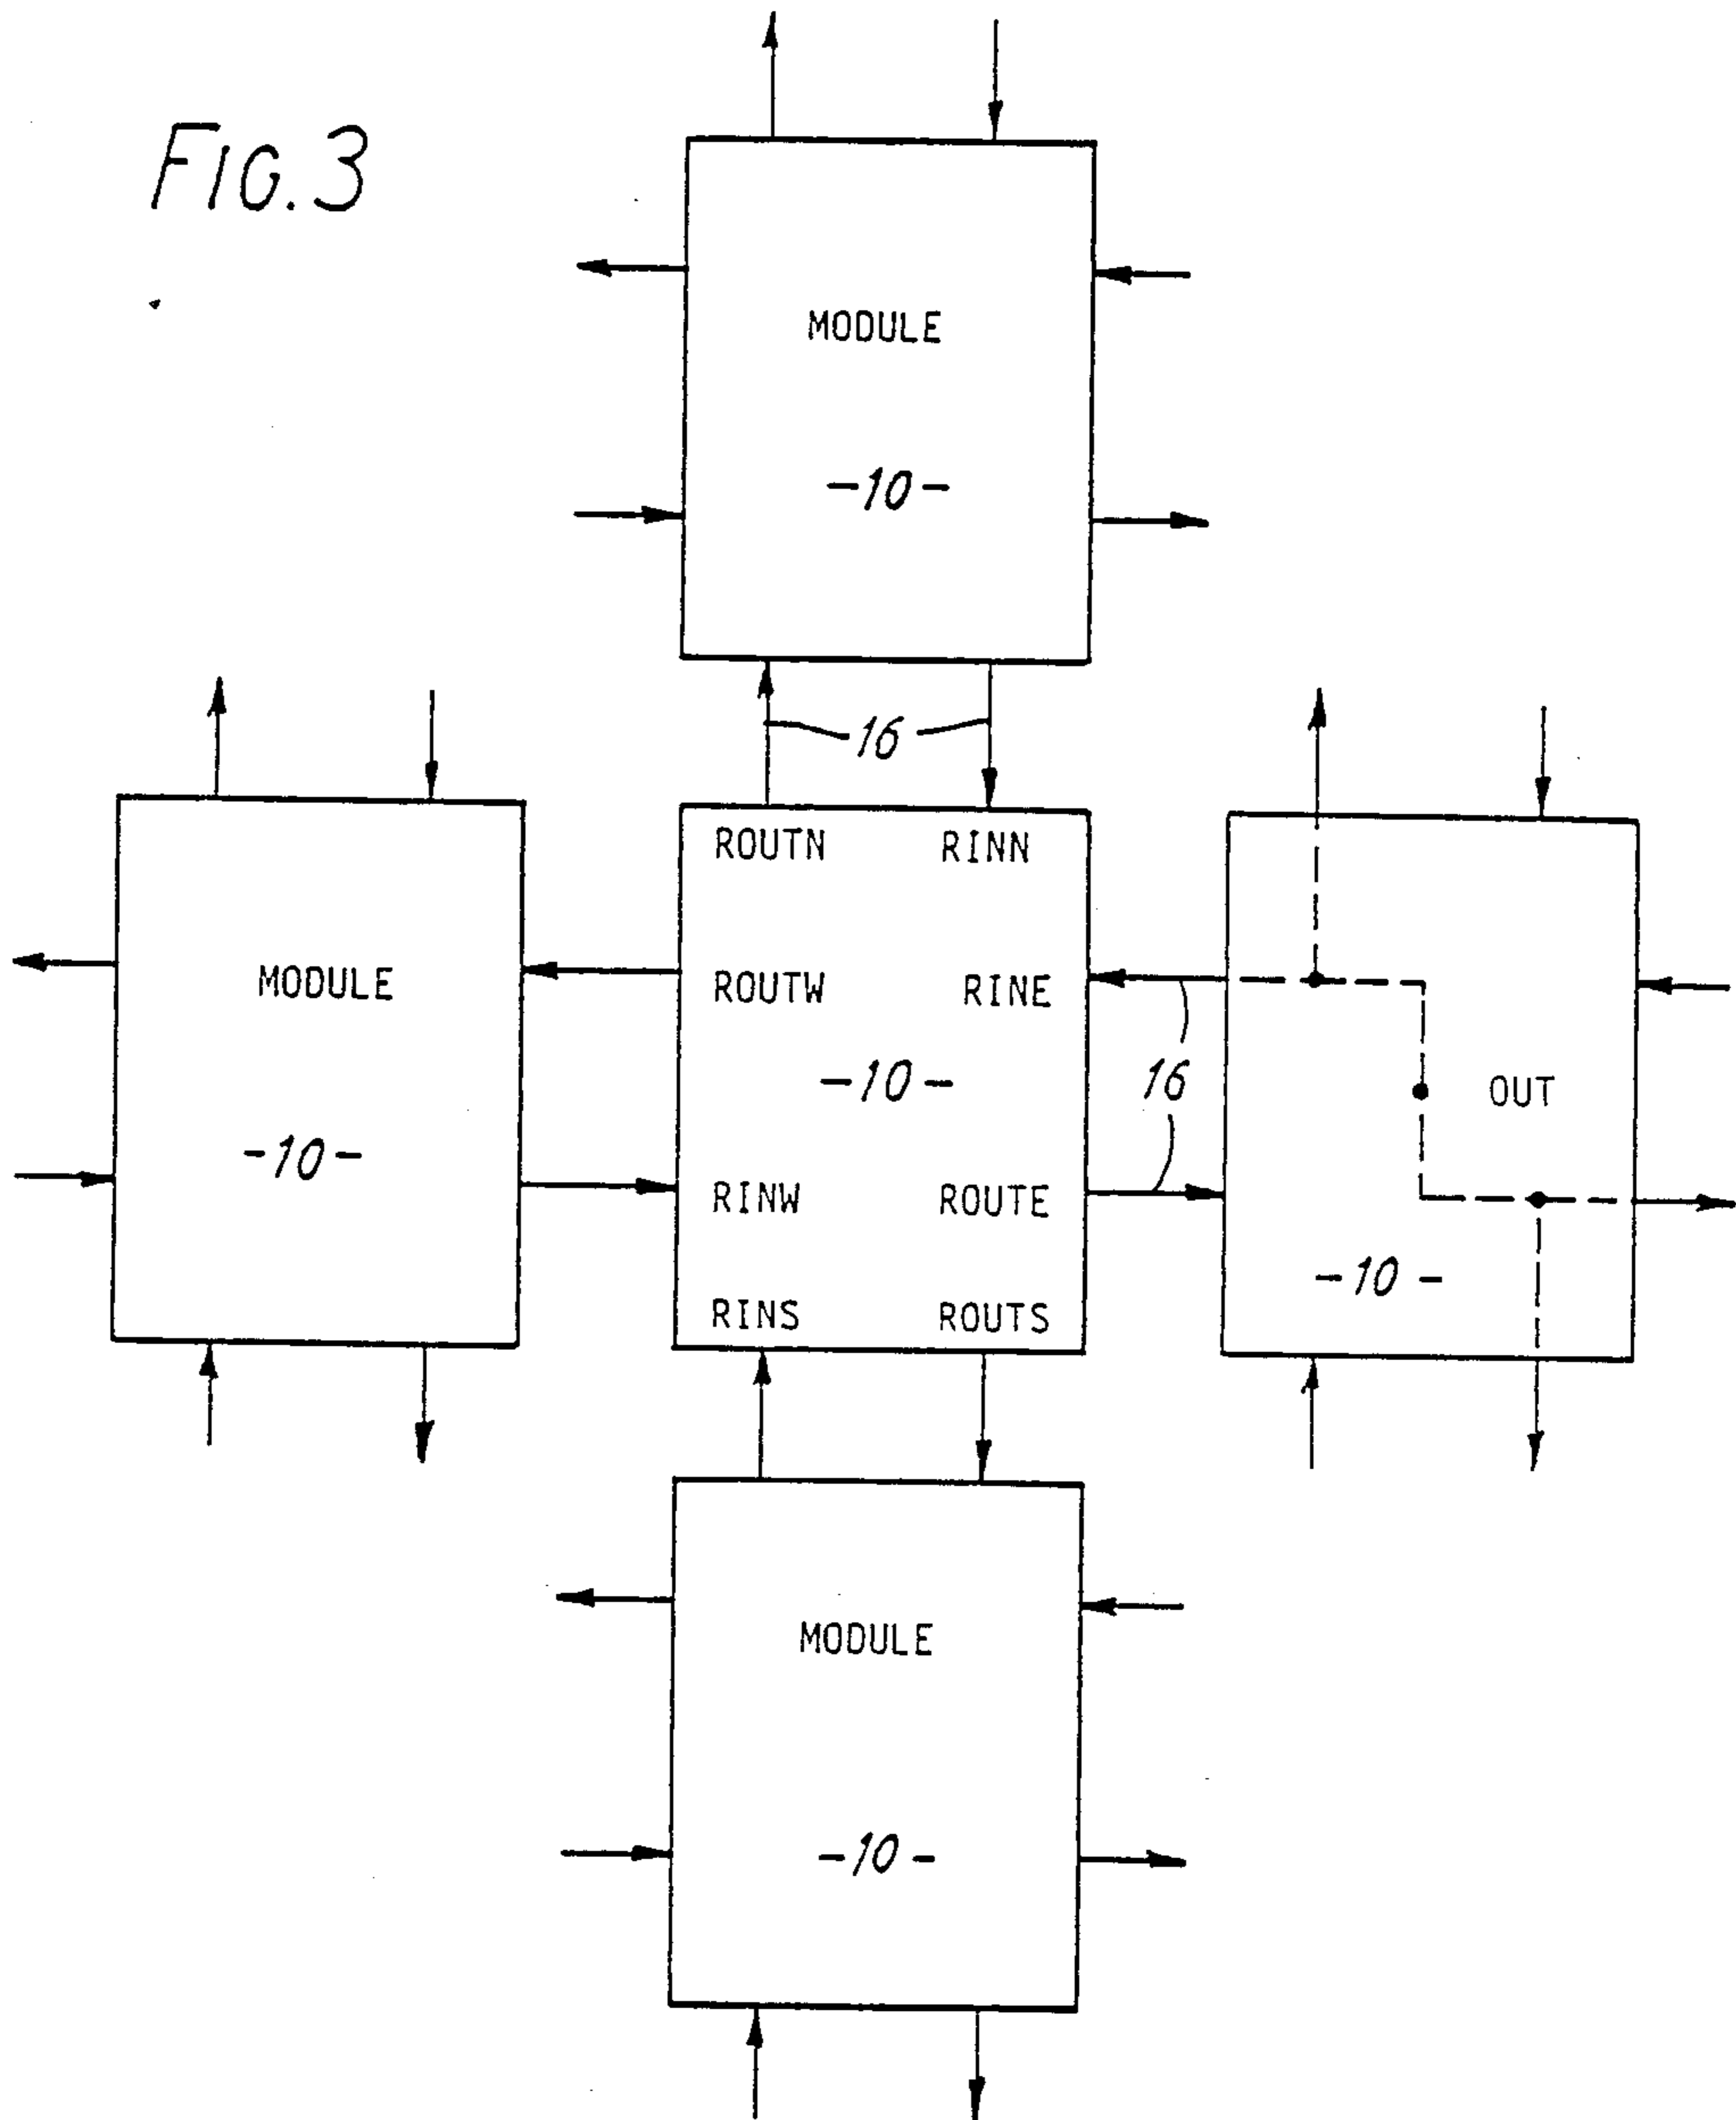 FIG. 3
MODULE
-10-
16
ROUTN RINN
MODULE
ROUTW RINE
-10-
16
OUT
-10-
RINW ROUTE
-10-
RINS ROUTS
MODULE
-10-